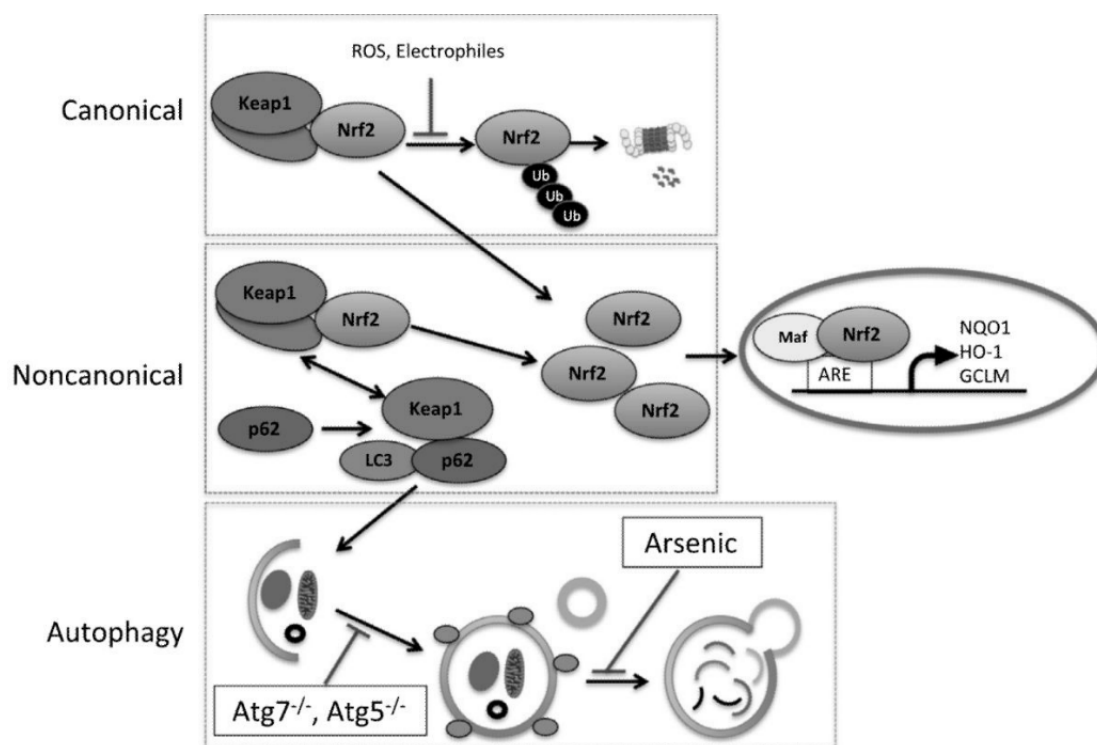 ROS, Electrophiles
Canonical
Keap1
Nrf2
Nrf2
Ub
Ub
Ub
Noncanonical
Keap1
Nrf2
Nrf2
Nrf2
Nrf2
Keap1
p62
LC3
p62
Maf
Nrf2
ARE
NQO1
HO-1
GCLM
Autophagy
Arsenic
Atg7-/-, Atg5-/-